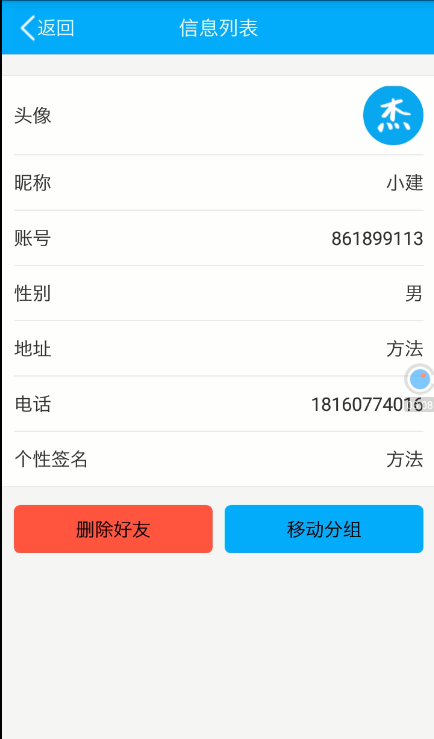 返回
信息列表
头像
杰
昵称
小建
账号
861899113
性别
男
地址
方法
电话
18160774016
个性签名
方法
删除好友
移动分组